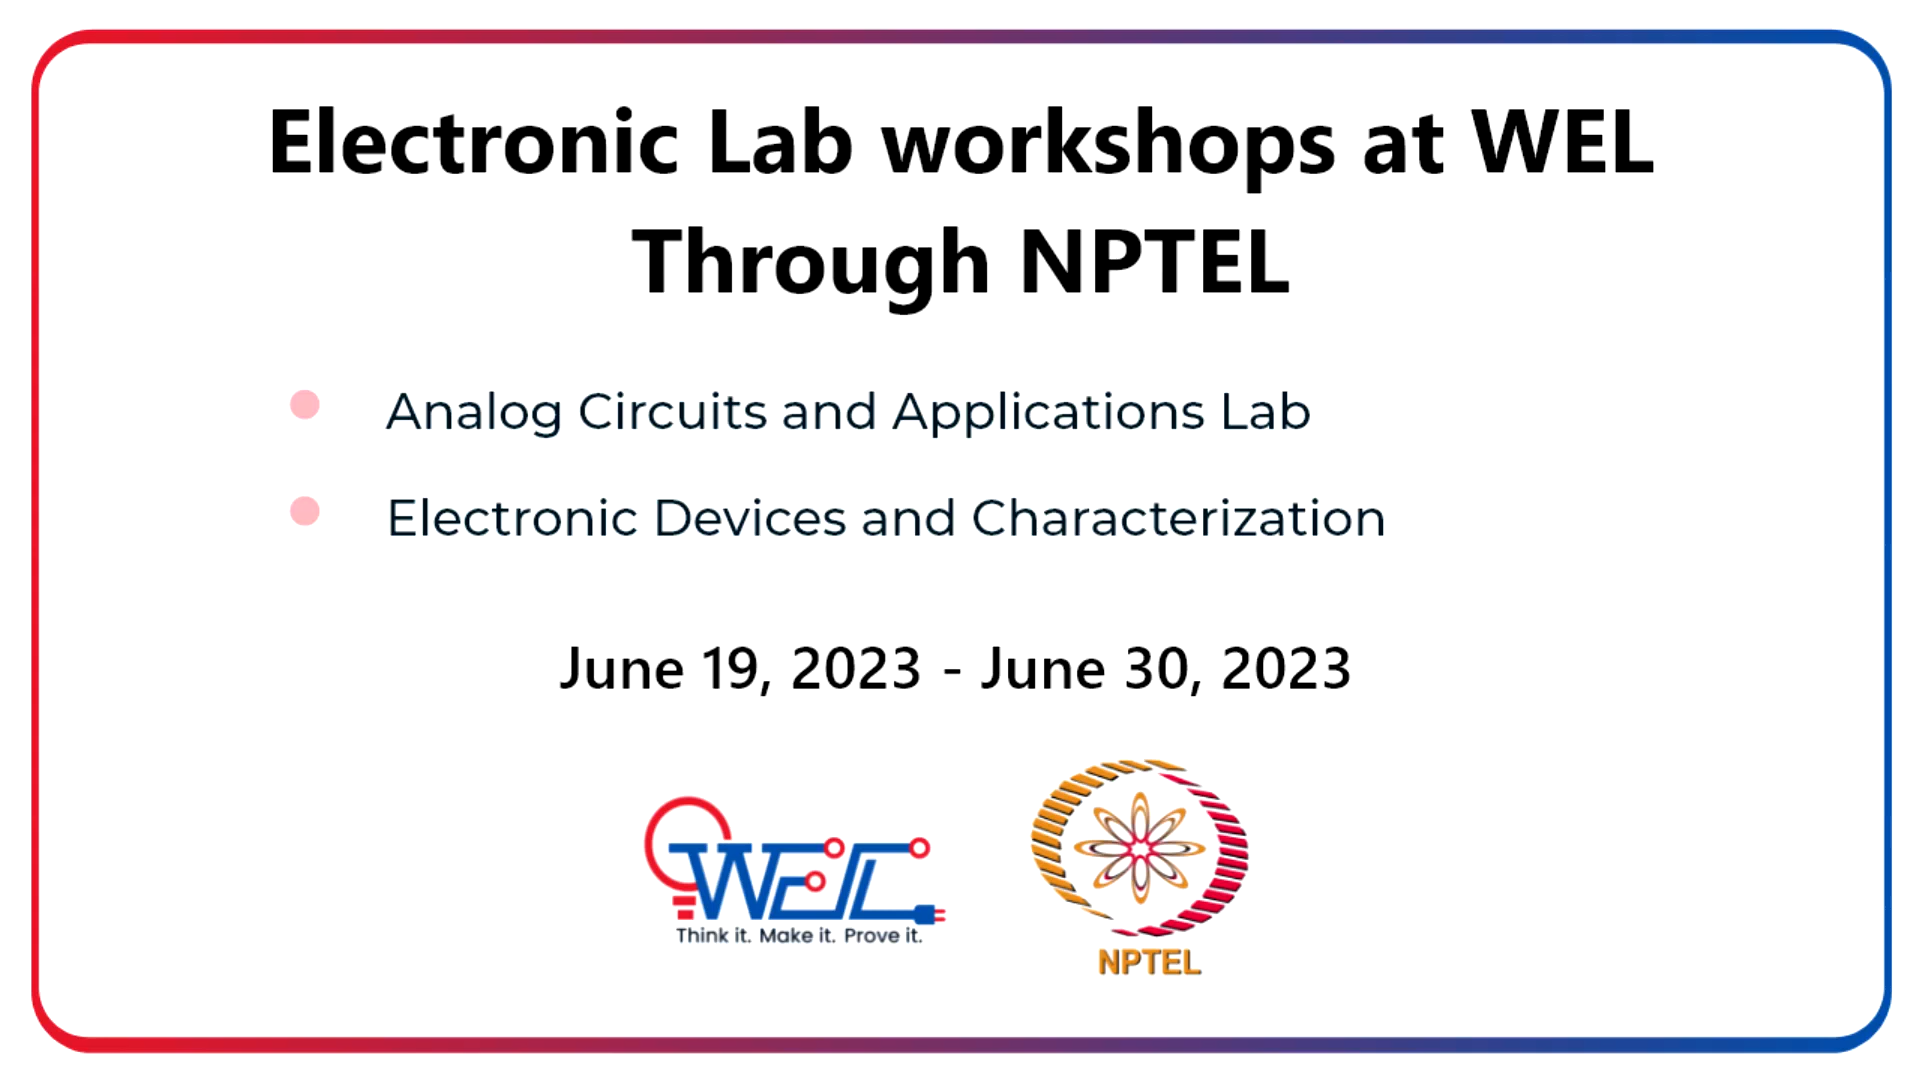 Electronic Lab workshops at WEL
Through NPTEL
Analog Circuits and Applications Lab
Electronic Devices and Characterization
June 19, 2023 - June 30, 2023
WEL
Think it. Make it. Prove it.
NPTEL